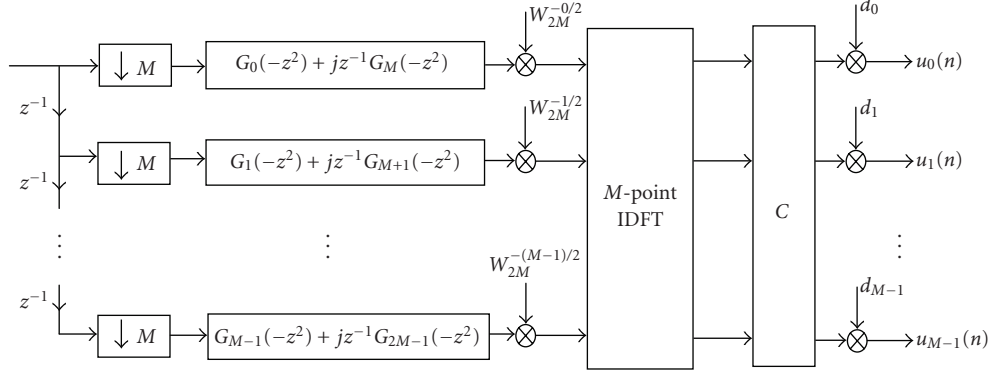 W_{2M}^{-0/2} d_0
↓ M G_0(−z^2) + jz^{−1}G_M(−z^2) u_0(n)
z^{−1} W_{2M}^{-1/2} d_1
↓ M G_1(−z^2) + jz^{−1}G_{M+1}(−z^2) u_1(n)
z^{−1}
M-point
IDFT
C
⋮ ⋮ ⋮
W_{2M}^{-(M−1)/2}
z^{−1} d_{M−1}
↓ M G_{M−1}(−z^2) + jz^{−1}G_{2M−1}(−z^2) u_{M−1}(n)